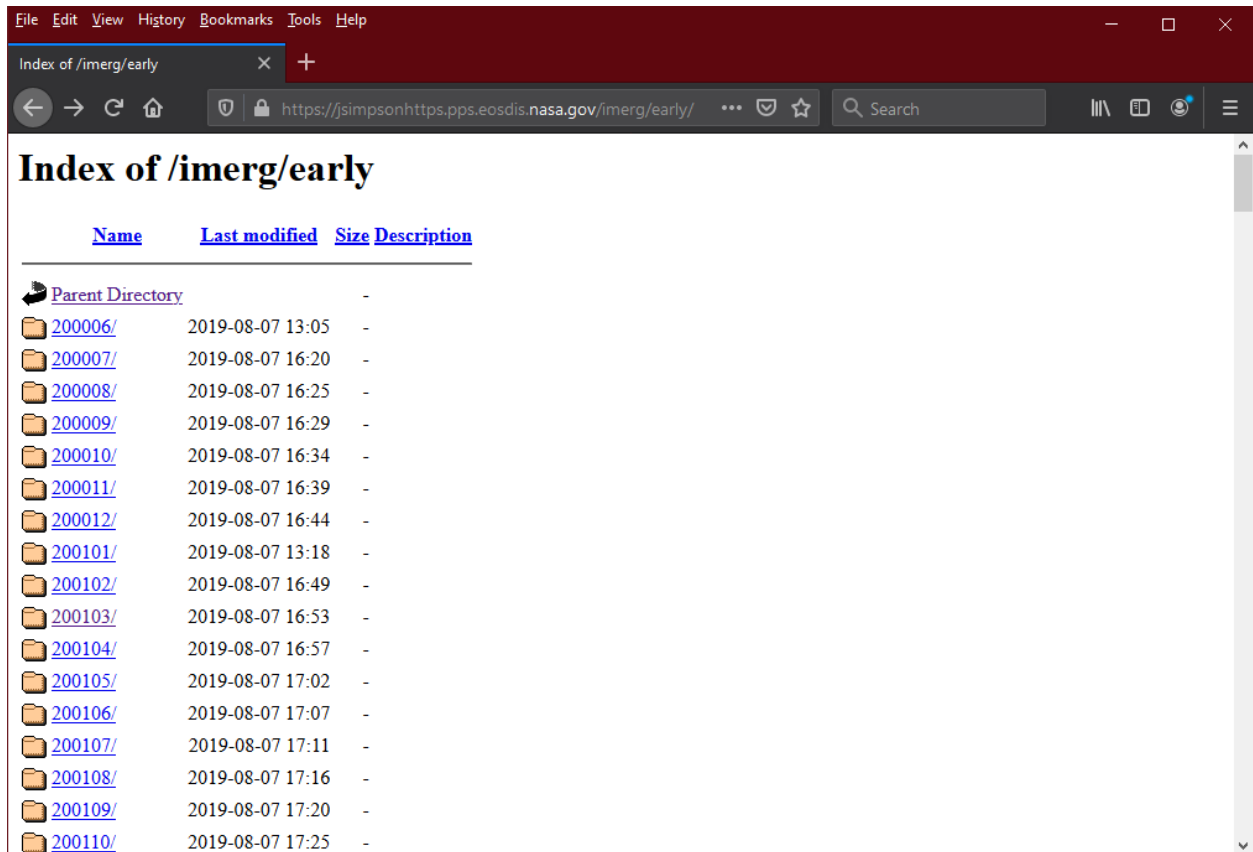 File Edit View History Bookmarks Tools Help
Index of /imerg/early
https://jsimpsonhttps.pps.eosdis.nasa.gov/imerg/early/ Search
Index of /imerg/early
Name Last modified Size Description
Parent Directory -
200006/ 2019-08-07 13:05 -
200007/ 2019-08-07 16:20 -
200008/ 2019-08-07 16:25 -
200009/ 2019-08-07 16:29 -
200010/ 2019-08-07 16:34 -
200011/ 2019-08-07 16:39 -
200012/ 2019-08-07 16:44 -
200101/ 2019-08-07 13:18 -
200102/ 2019-08-07 16:49 -
200103/ 2019-08-07 16:53 -
200104/ 2019-08-07 16:57 -
200105/ 2019-08-07 17:02 -
200106/ 2019-08-07 17:07 -
200107/ 2019-08-07 17:11 -
200108/ 2019-08-07 17:16 -
200109/ 2019-08-07 17:20 -
200110/ 2019-08-07 17:25 -